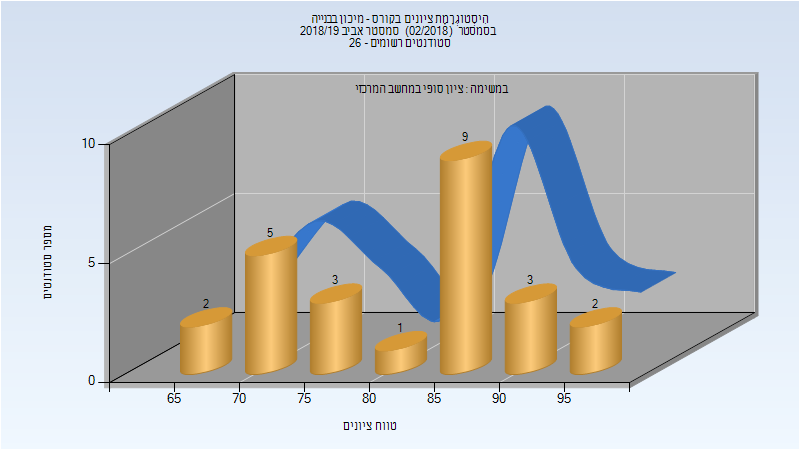 היסטוגרמת ציונים בקורס - מיכון בבנייה
בסמסטר (02/2018) סמסטר אביב 2018/19
סטודנטים רשומים - 26
במשימה : ציון סופי במחשב המרכזי
מספר סטודנטים
10
5
0
2
5
3
1
9
3
2
65 70 75 80 85 90 95
טווח ציונים